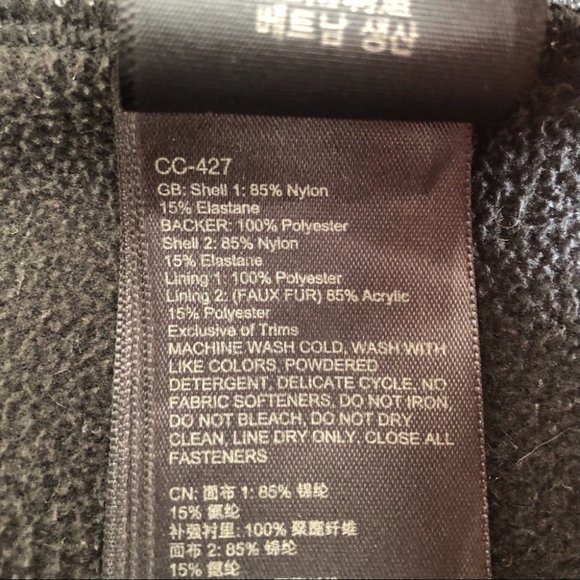 베트남 생산
CC-427
GB: Shell 1: 85% Nylon
15% Elastane
BACKER: 100% Polyester
Shell 2: 85% Nylon
15% Elastane
Lining 1: 100% Polyester
Lining 2: (FAUX FUR) 85% Acrylic
15% Polyester
Exclusive of Trims
MACHINE WASH COLD, WASH WITH
LIKE COLORS, POWDERED
DETERGENT, DELICATE CYCLE, NO
FABRIC SOFTENERS, DO NOT IRON
DO NOT BLEACH, DO NOT DRY
CLEAN, LINE DRY ONLY, CLOSE ALL
FASTENERS
CN: 面布 1: 85% 锦纶
15% 氨纶
补强衬里: 100% 聚酯纤维
面布 2: 85% 锦纶
15% 氨纶